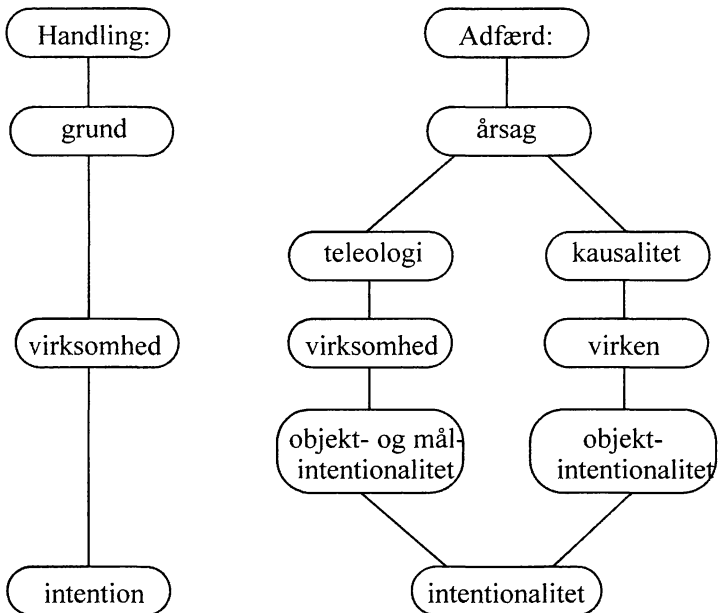 Handling:
grund
virksomhed
intention
Adfærd:
årsag
teleologi
virksomhed
objekt- og mål-
intentionalitet
kausalitet
virken
objekt-
intentionalitet
intentionalitet